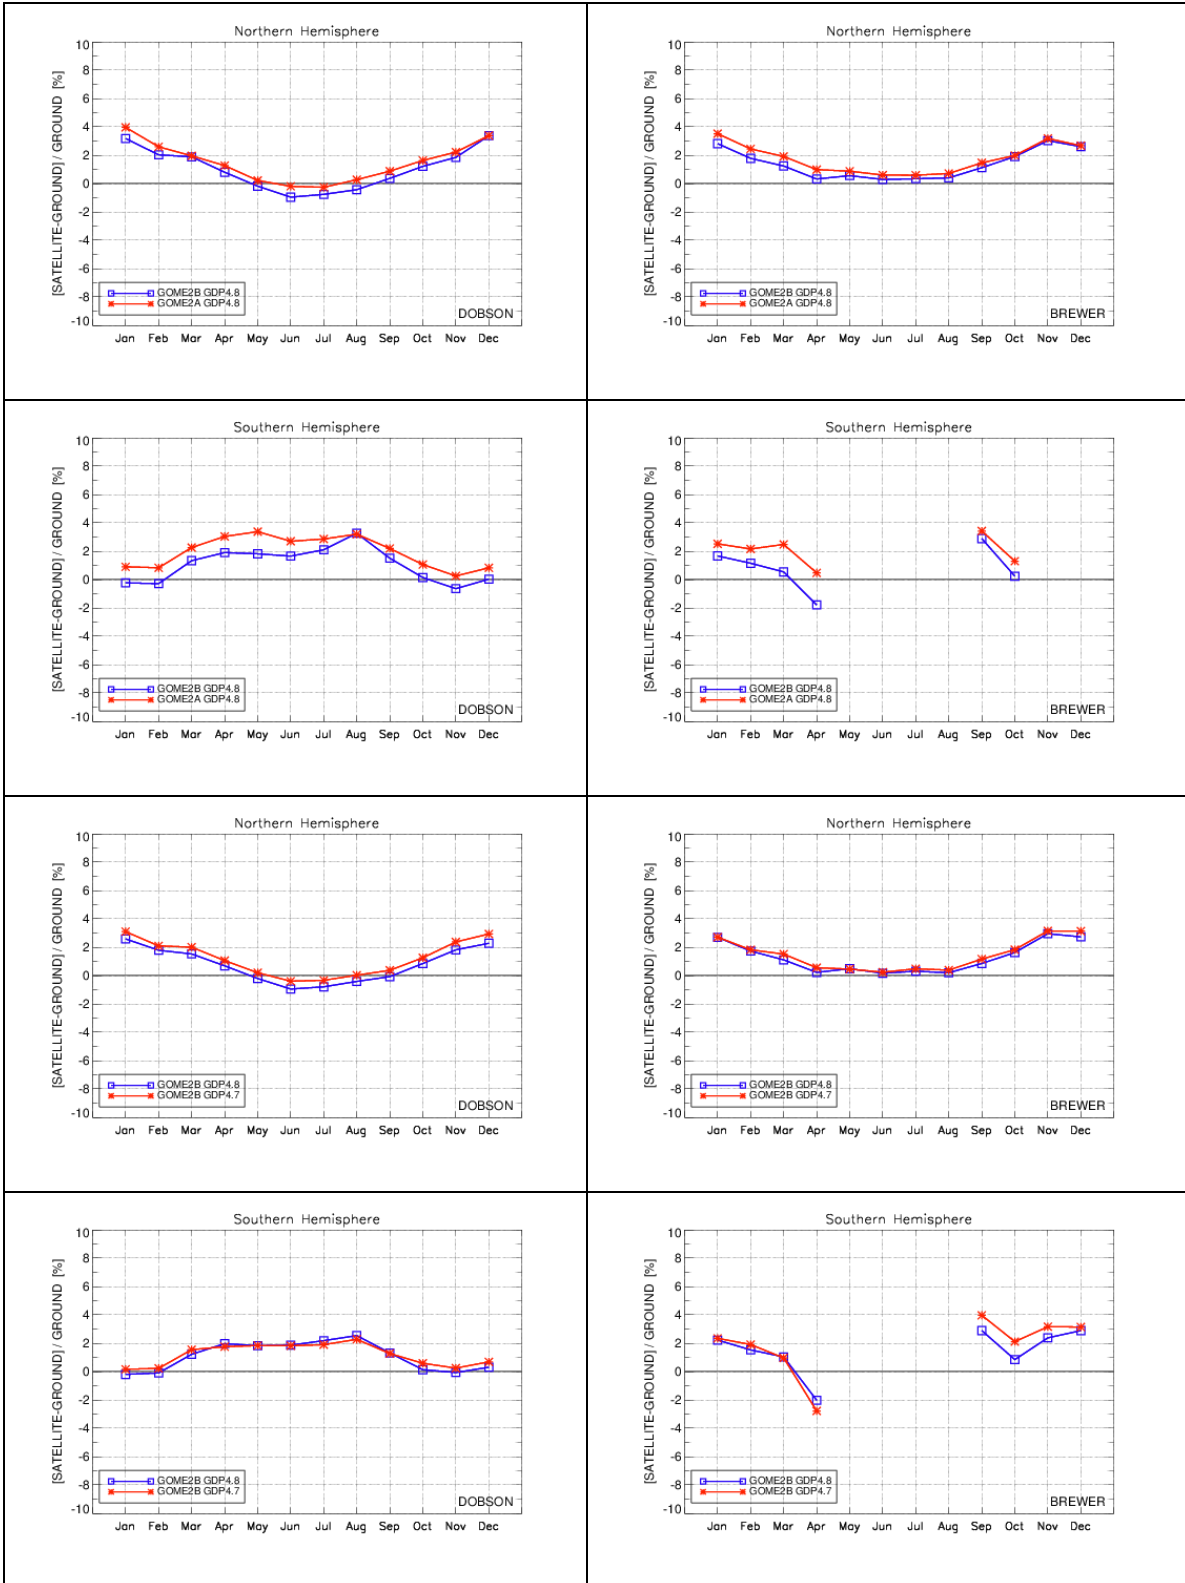 Northern Hemisphere
[SATELLITE-GROUND] / GROUND [%]
10
8
6
4
2
0
-2
-4
-6
-8
-10
GOME2B GDP4.8
GOME2A GDP4.8
DOBSON
Jan Feb Mar Apr May Jun Jul Aug Sep Oct Nov Dec
Northern Hemisphere
[SATELLITE-GROUND] / GROUND [%]
10
8
6
4
2
0
-2
-4
-6
-8
-10
GOME2B GDP4.8
GOME2A GDP4.8
BREWER
Jan Feb Mar Apr May Jun Jul Aug Sep Oct Nov Dec
Southern Hemisphere
[SATELLITE-GROUND] / GROUND [%]
10
8
6
4
2
0
-2
-4
-6
-8
-10
GOME2B GDP4.8
GOME2A GDP4.8
DOBSON
Jan Feb Mar Apr May Jun Jul Aug Sep Oct Nov Dec
Southern Hemisphere
[SATELLITE-GROUND] / GROUND [%]
10
8
6
4
2
0
-2
-4
-6
-8
-10
GOME2B GDP4.8
GOME2A GDP4.8
BREWER
Jan Feb Mar Apr May Jun Jul Aug Sep Oct Nov Dec
Northern Hemisphere
[SATELLITE-GROUND] / GROUND [%]
10
8
6
4
2
0
-2
-4
-6
-8
-10
GOME2B GDP4.8
GOME2B GDP4.7
DOBSON
Jan Feb Mar Apr May Jun Jul Aug Sep Oct Nov Dec
Northern Hemisphere
[SATELLITE-GROUND] / GROUND [%]
10
8
6
4
2
0
-2
-4
-6
-8
-10
GOME2B GDP4.8
GOME2B GDP4.7
BREWER
Jan Feb Mar Apr May Jun Jul Aug Sep Oct Nov Dec
Southern Hemisphere
[SATELLITE-GROUND] / GROUND [%]
10
8
6
4
2
0
-2
-4
-6
-8
-10
GOME2B GDP4.8
GOME2B GDP4.7
DOBSON
Jan Feb Mar Apr May Jun Jul Aug Sep Oct Nov Dec
Southern Hemisphere
[SATELLITE-GROUND] / GROUND [%]
10
8
6
4
2
0
-2
-4
-6
-8
-10
GOME2B GDP4.8
GOME2B GDP4.7
BREWER
Jan Feb Mar Apr May Jun Jul Aug Sep Oct Nov Dec